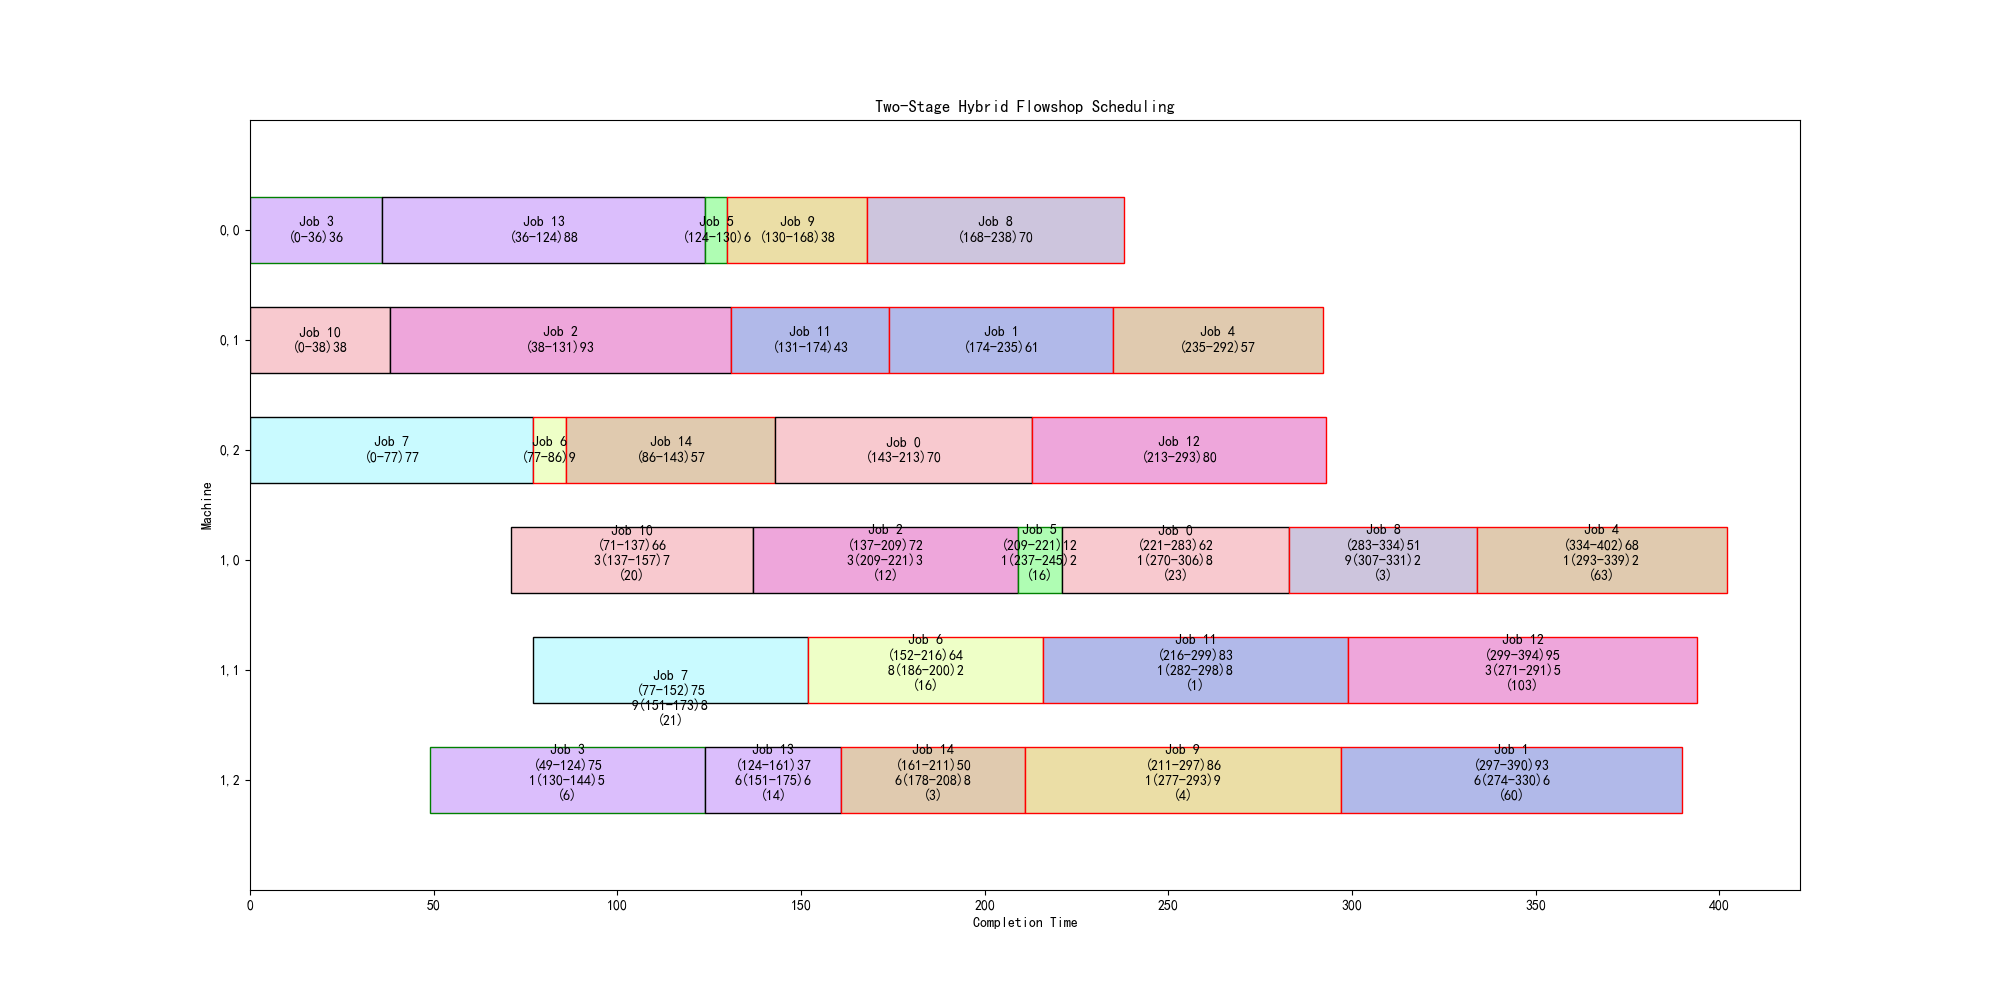 Two-Stage Hybrid Flowshop Scheduling
Machine
0,0
Job 3
(0-36)36
Job 13
(36-124)88
Job 5
(124-130)6
Job 9
(130-168)38
Job 8
(168-238)70
0,1
Job 10
(0-38)38
Job 2
(38-131)93
Job 11
(131-174)43
Job 1
(174-235)61
Job 4
(235-292)57
0,2
Job 7
(0-77)77
Job 6
(77-86)9
Job 14
(86-143)57
Job 0
(143-213)70
Job 12
(213-293)80
1,0
Job 10
(71-137)66
3(137-157)7
(20)
Job 2
(137-209)72
3(209-221)3
(12)
Job 5
(209-221)12
1(237-245)2
(16)
Job 0
(221-283)62
1(270-306)8
(23)
Job 8
(283-334)51
9(307-331)2
(3)
Job 4
(334-402)68
1(293-339)2
(63)
1,1
Job 7
(77-152)75
9(151-173)8
(21)
Job 6
(152-216)64
8(186-200)2
(16)
Job 11
(216-299)83
1(282-298)8
(1)
Job 12
(299-394)95
3(271-291)5
(103)
1,2
Job 3
(49-124)75
1(130-144)5
(6)
Job 13
(124-161)37
6(151-175)6
(14)
Job 14
(161-211)50
6(178-208)8
(3)
Job 9
(211-297)86
1(277-293)9
(4)
Job 1
(297-390)93
6(274-330)6
(60)
0 50 100 150 200 250 300 350 400
Completion Time